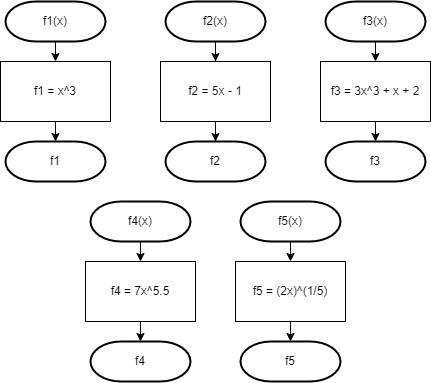 f1(x)
f2(x)
f3(x)
f1 = x^3
f2 = 5x - 1
f3 = 3x^3 + x + 2
f1
f2
f3
f4(x)
f5(x)
f4 = 7x^5.5
f5 = (2x)^(1/5)
f4
f5